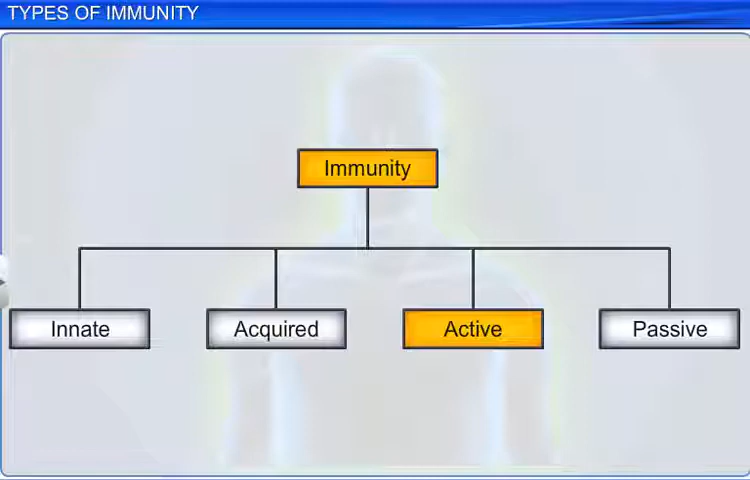 TYPES OF IMMUNITY
Immunity
Innate
Acquired
Active
Passive